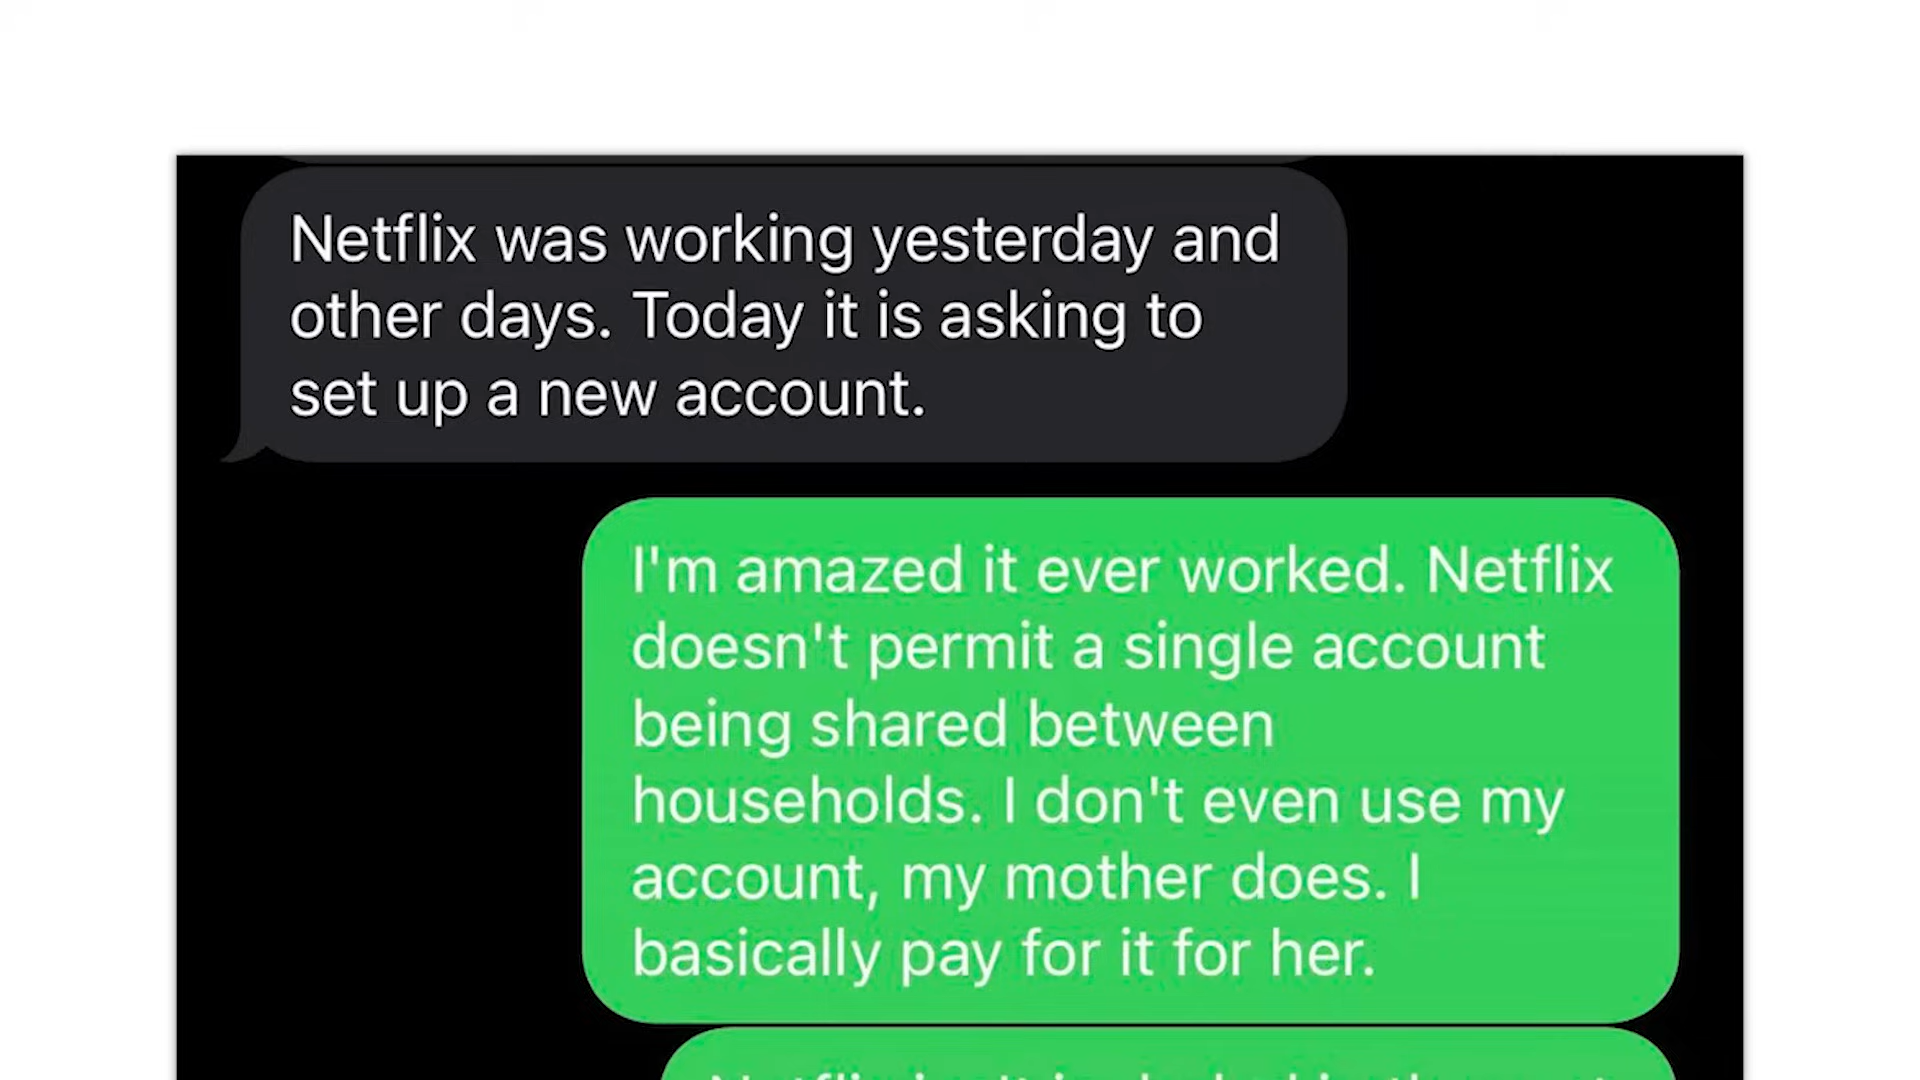 Netflix was working yesterday and
other days. Today it is asking to
set up a new account.
I'm amazed it ever worked. Netflix
doesn't permit a single account
being shared between
households. I don't even use my
account, my mother does. I
basically pay for it for her.